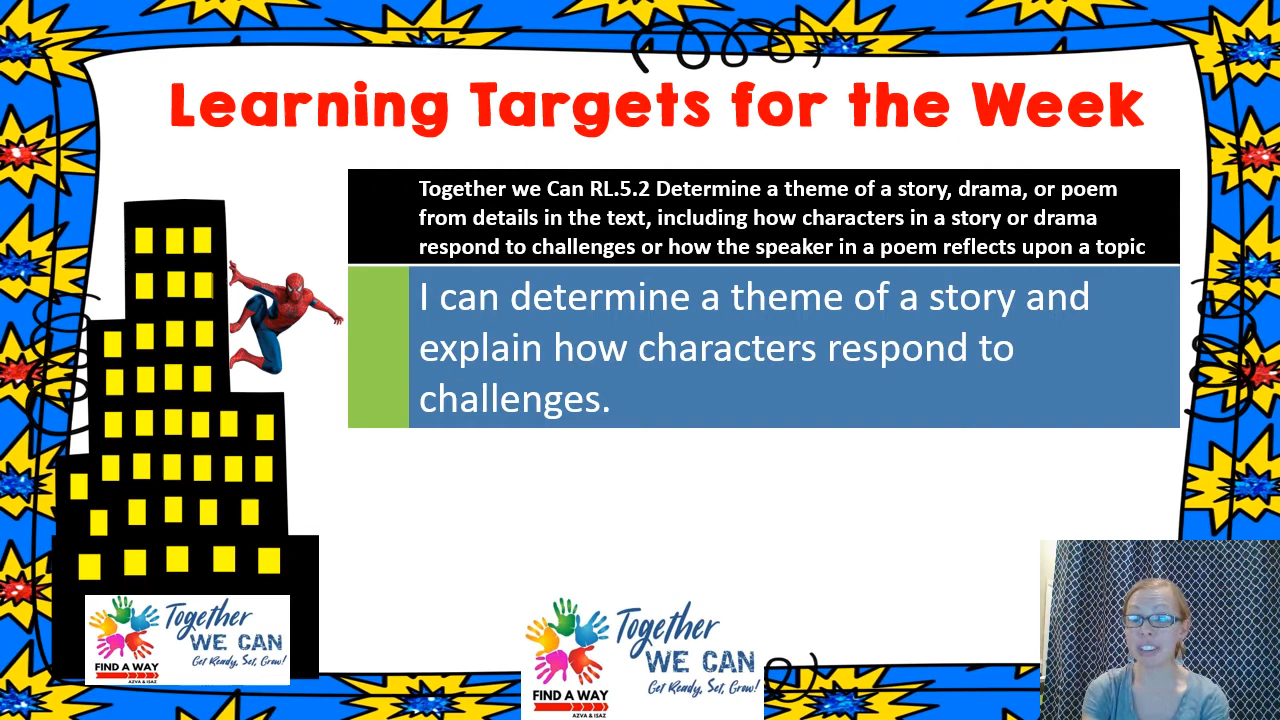 Learning Targets for the Week
Together we Can RL.5.2 Determine a theme of a story, drama, or poem
from details in the text, including how characters in a story or drama
respond to challenges or how the speaker in a poem reflects upon a topic
I can determine a theme of a story and
explain how characters respond to
challenges.
Together
WE CAN
Get Ready, Set, Grow!
FIND A WAY
AZVA & ISAZ
Together
WE CAN
Get Ready, Set, Grow!
FIND A WAY
AZVA & ISAZ